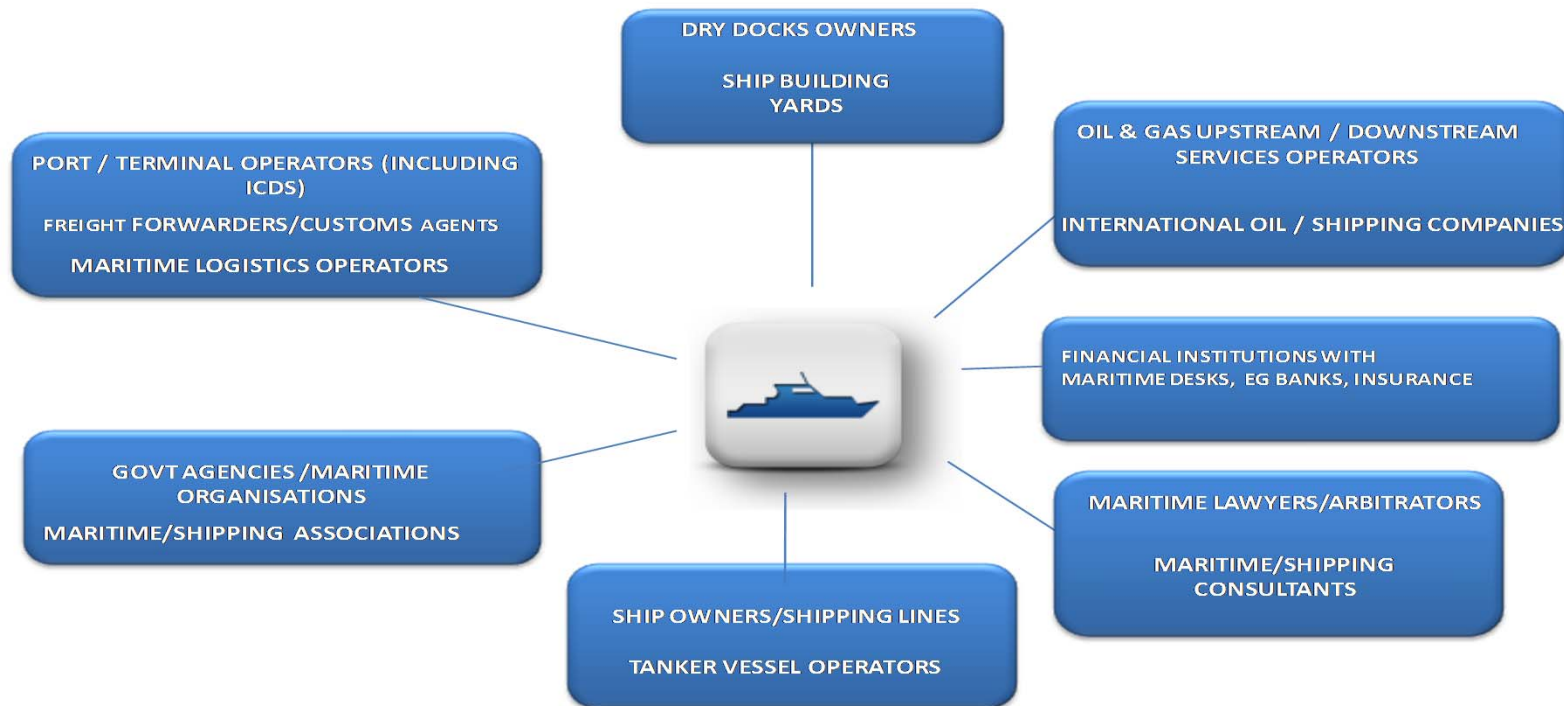 DRY DOCKS OWNERS
SHIP BUILDING
YARDS
OIL & GAS UPSTREAM / DOWNSTREAM
SERVICES OPERATORS
INTERNATIONAL OIL / SHIPPING COMPANIES
PORT / TERMINAL OPERATORS (INCLUDING
ICDS)
FREIGHT FORWARDERS/CUSTOMS AGENTS
MARITIME LOGISTICS OPERATORS
FINANCIAL INSTITUTIONS WITH
MARITIME DESKS, EG BANKS, INSURANCE
GOVT AGENCIES /MARITIME
ORGANISATIONS
MARITIME/SHIPPING ASSOCIATIONS
MARITIME LAWYERS/ARBITRATORS
MARITIME/SHIPPING
CONSULTANTS
SHIP OWNERS/SHIPPING LINES
TANKER VESSEL OPERATORS